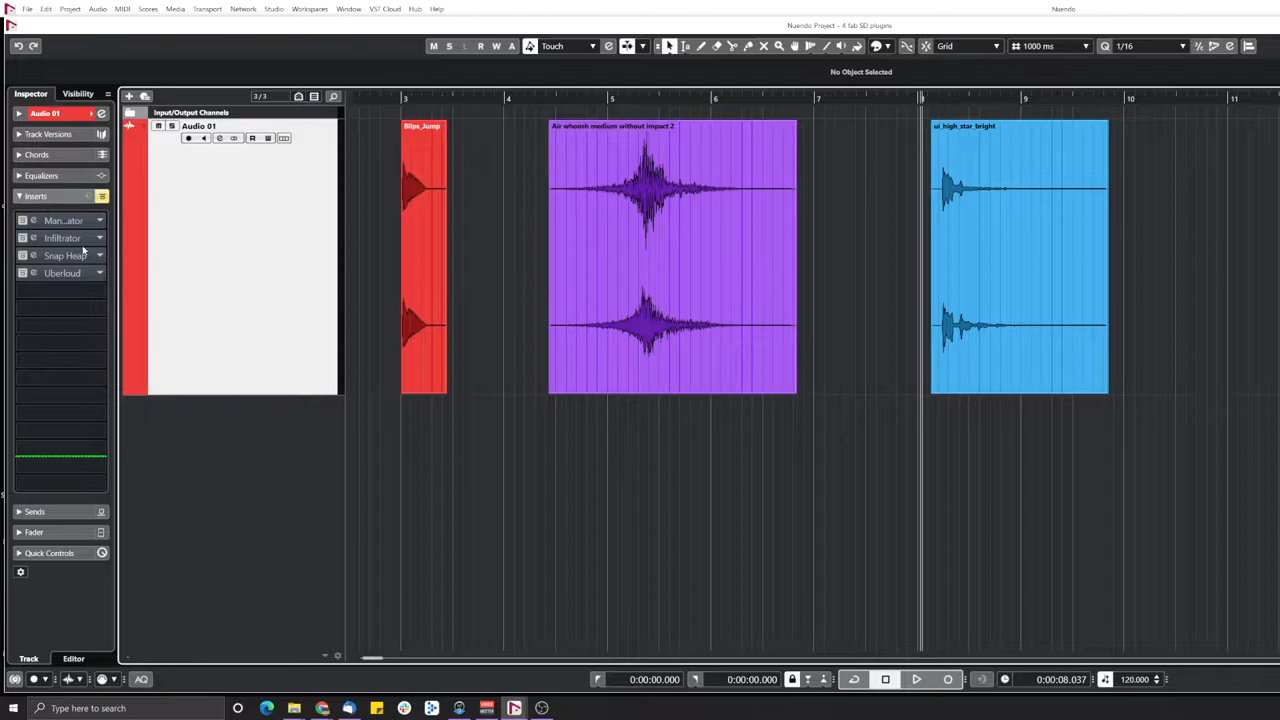 File Edit Project Audio MIDI Scores Media Transport Network Studio Workspaces Window VST Cloud Hub Help
Nuendo
Nuendo Project - 4 fab SD plugins
M S L R W A Touch Grid 1000 ms Q 1/16
No Object Selected
Inspector Visibility
3/3
3 4 5 6 7 8 9 10 11
Audio 01
Input/Output Channels
m S Audio 01
R
Blips_Jump
Air whoosh medium without impact 2
ui_high_star_bright
Track Versions
Chords
Equalizers
Inserts
Man...ator
Infiltrator
Snap Heap
Uberloud
Sends
Fader
Quick Controls
Track Editor
AQ
0:00:00.000 0:00:00.000 0:00:08.037 120.000
Type here to search